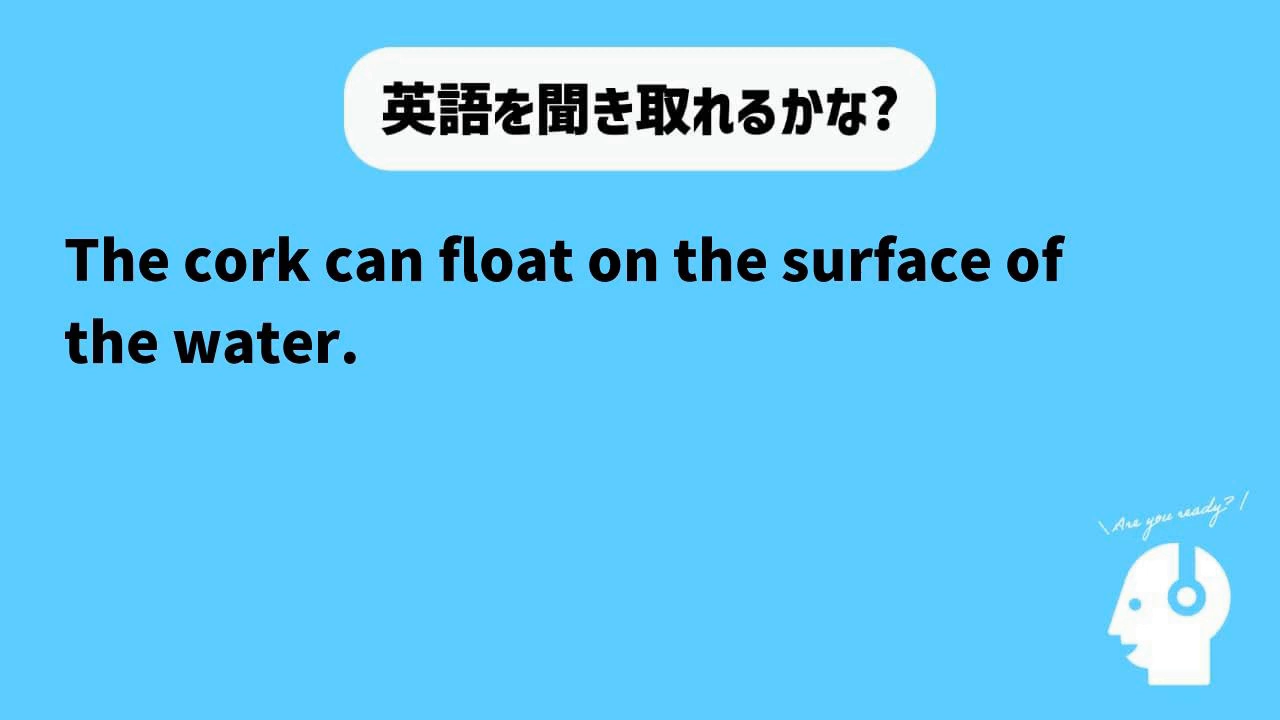 英語を聞き取れるかな?
The cork can float on the surface of
the water.
\ Are you ready? /